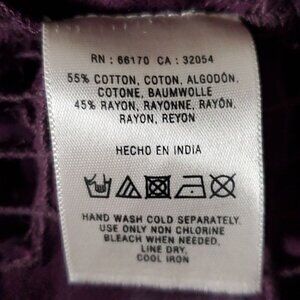 RN : 66170 CA : 32054
55% COTTON, COTON, ALGODÓN,
COTONE, BAUMWOLLE
45% RAYON, RAYONNE, RAYÓN,
RAYON, REYON
HECHO EN INDIA
HAND WASH COLD SEPARATELY.
USE ONLY NON CHLORINE
BLEACH WHEN NEEDED.
LINE DRY.
COOL IRON